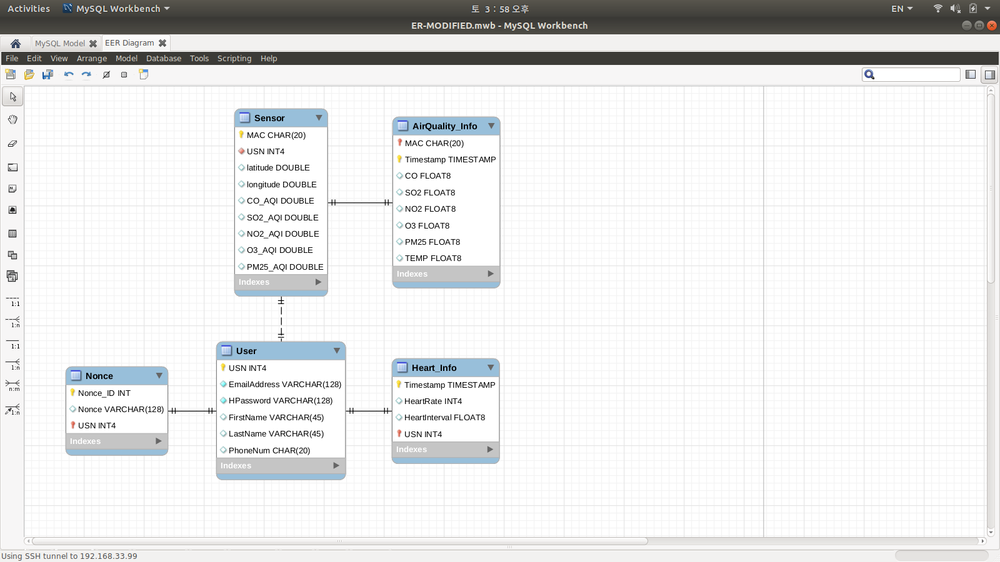 Activities MySQL Workbench 토 3 : 58 오후 EN
ER-MODIFIED.mwb - MySQL Workbench
MySQL Model EER Diagram
File Edit View Arrange Model Database Tools Scripting Help
Sensor
MAC CHAR(20)
USN INT4
latitude DOUBLE
longitude DOUBLE
CO_AQI DOUBLE
SO2_AQI DOUBLE
NO2_AQI DOUBLE
O3_AQI DOUBLE
PM25_AQI DOUBLE
Indexes
AirQuality_Info
MAC CHAR(20)
Timestamp TIMESTAMP
CO FLOAT8
SO2 FLOAT8
NO2 FLOAT8
O3 FLOAT8
PM25 FLOAT8
TEMP FLOAT8
Indexes
1:1
1:n
1:1
1:n
n:m
1:n
Nonce
Nonce_ID INT
Nonce VARCHAR(128)
USN INT4
Indexes
User
USN INT4
EmailAddress VARCHAR(128)
HPassword VARCHAR(128)
FirstName VARCHAR(45)
LastName VARCHAR(45)
PhoneNum CHAR(20)
Indexes
Heart_Info
Timestamp TIMESTAMP
HeartRate INT4
HeartInterval FLOAT8
USN INT4
Indexes
Using SSH tunnel to 192.168.33.99